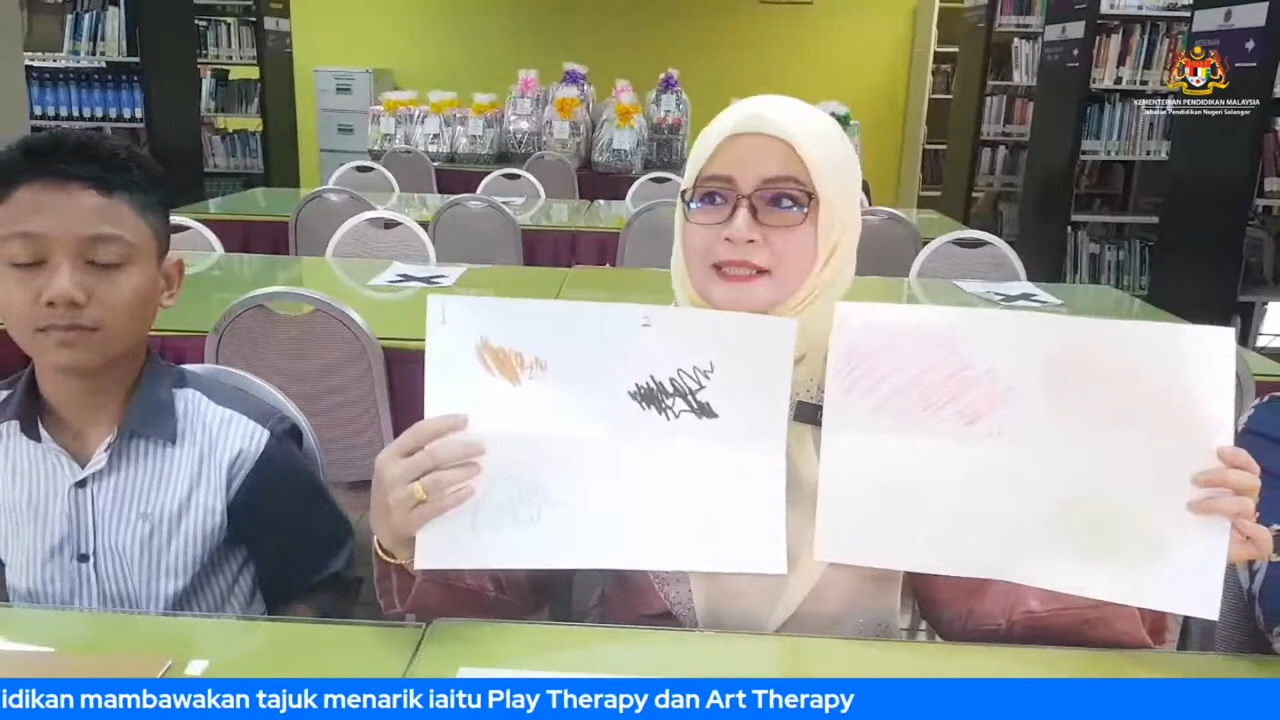 KEMENTERIAN PENDIDIKAN MALAYSIA
Jabatan Pendidikan Negeri Selangor
1
2
idikan mambawakan tajuk menarik iaitu Play Therapy dan Art Therapy